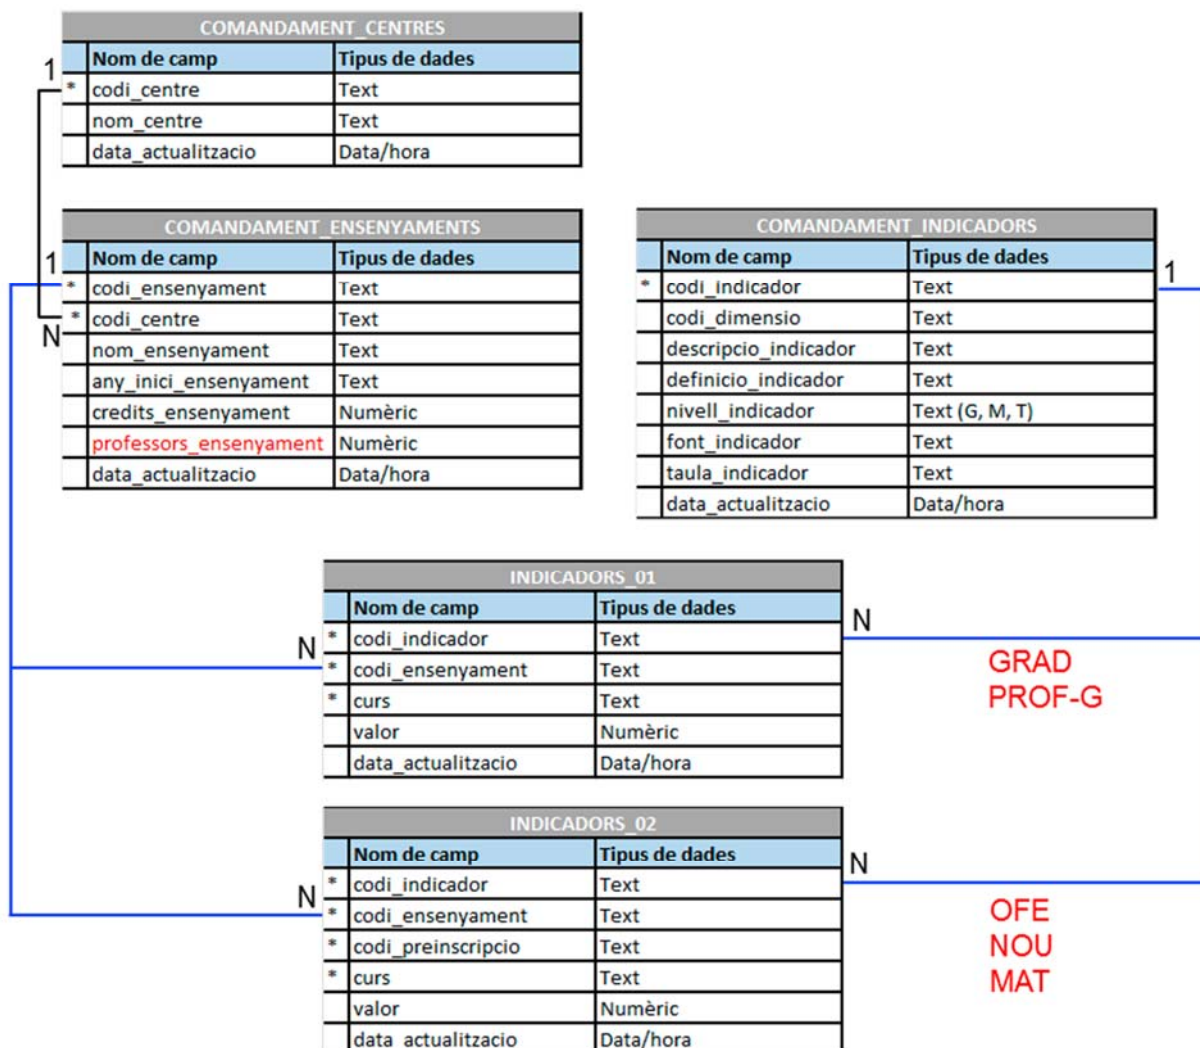 COMANDAMENT_CENTRES
Nom de camp Tipus de dades
1
* codi_centre Text
nom_centre Text
data_actualitzacio Data/hora
COMANDAMENT_ENSENYAMENTS
Nom de camp Tipus de dades
1
* codi_ensenyament Text
* codi_centre Text
N
nom_ensenyament Text
any_inici_ensenyament Text
credits_ensenyament Numèric
professors_ensenyament Numèric
data_actualitzacio Data/hora
COMANDAMENT_INDICADORS
Nom de camp Tipus de dades
* codi_indicador Text
1
codi_dimensio Text
descripcio_indicador Text
definicio_indicador Text
nivell_indicador Text (G, M, T)
font_indicador Text
taula_indicador Text
data_actualitzacio Data/hora
INDICADORS_01
Nom de camp Tipus de dades
N
* codi_indicador Text
N
* codi_ensenyament Text
* curs Text
valor Numèric
data_actualitzacio Data/hora
GRAD
PROF-G
INDICADORS_02
Nom de camp Tipus de dades
N
* codi_indicador Text
N
* codi_ensenyament Text
* codi_preinscripcio Text
* curs Text
valor Numèric
data_actualitzacio Data/hora
OFE
NOU
MAT